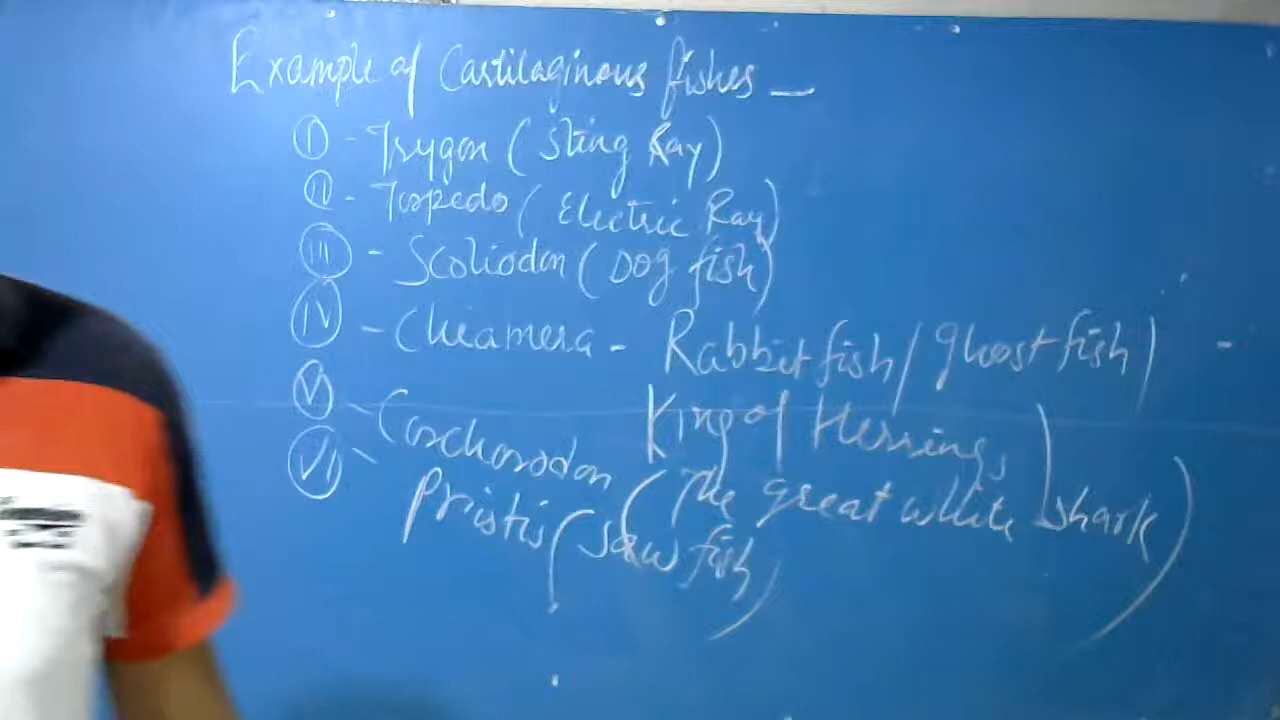 Example of Cartilaginous fishes —
I - Trygon (Sting Ray)
II - Torpedo (Electric Ray)
III - Scoliodon (Dog fish)
IV - Chiamera - Rabbit fish / ghost fish / -
King of Herrings)
V - Carcharodon (The great white shark)
VI - Pristis (Saw fish)